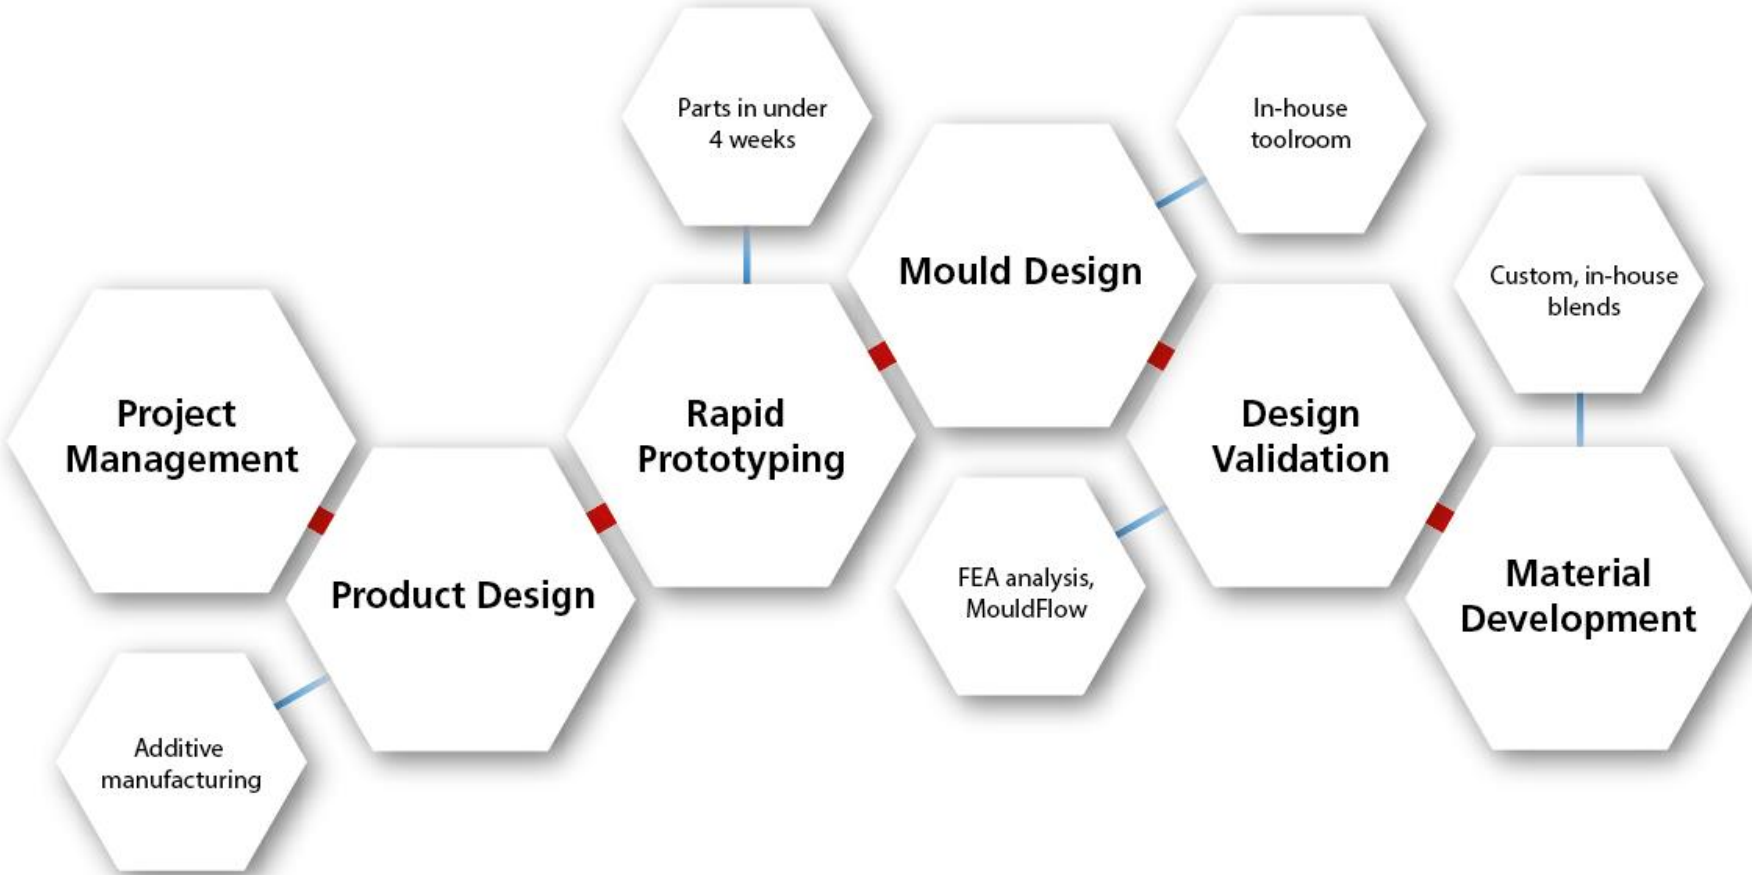 Parts in under
4 weeks
In-house
toolroom
Mould Design
Custom, in-house
blends
Project
Management
Rapid
Prototyping
Design
Validation
Product Design
FEA analysis,
MouldFlow
Material
Development
Additive
manufacturing